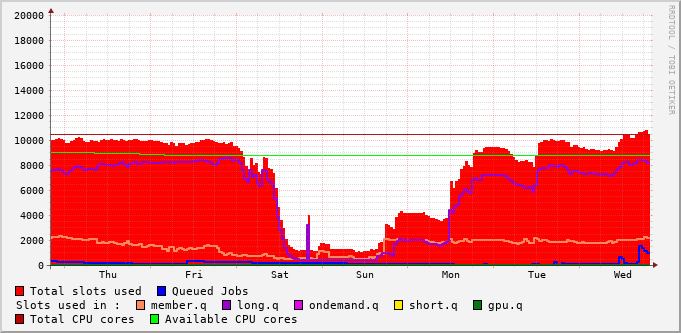 20000
18000
16000
14000
12000
10000
8000
6000
4000
2000
0
Thu Fri Sat Sun Mon Tue Wed
RRDTOOL / TOBI OETIKER
Total slots used Queued Jobs
Slots used in : member.q long.q ondemand.q short.q gpu.q
Total CPU cores Available CPU cores